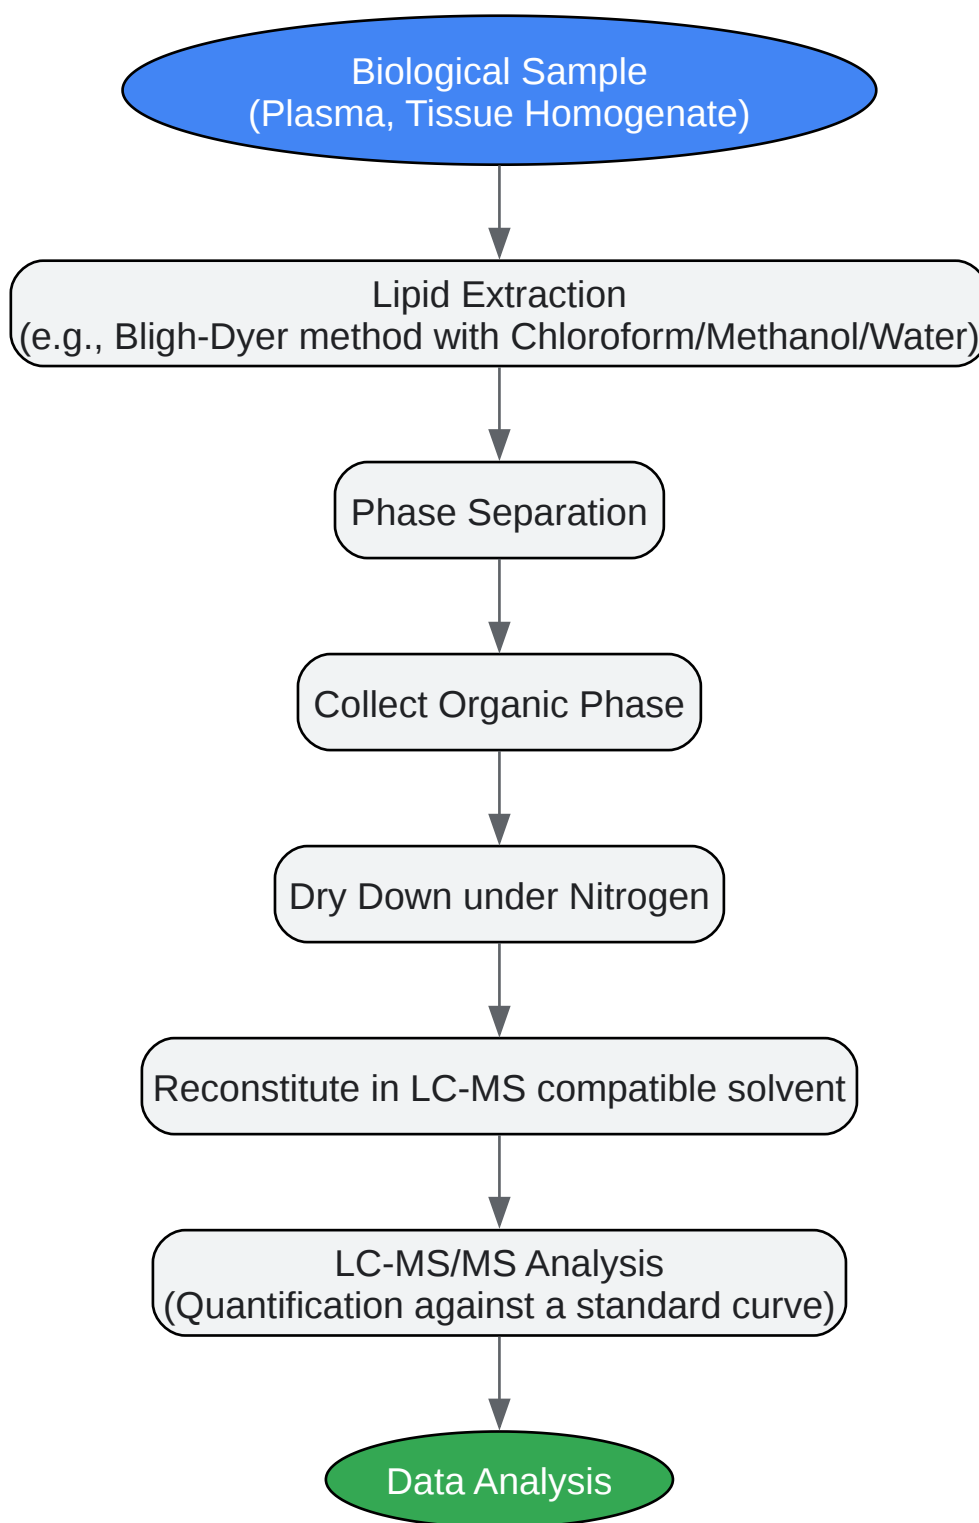 Biological Sample
(Plasma, Tissue Homogenate)
Lipid Extraction
(e.g., Bligh-Dyer method with Chloroform/Methanol/Water)
Phase Separation
Collect Organic Phase
Dry Down under Nitrogen
Reconstitute in LC-MS compatible solvent
LC-MS/MS Analysis
(Quantification against a standard curve)
Data Analysis